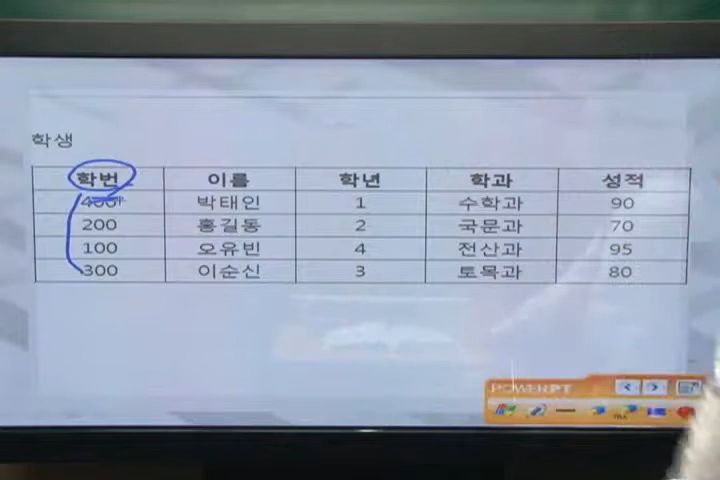 학생
학번 이름 학년 학과 성적
400 박태인 1 수학과 90
200 홍길동 2 국문과 70
100 오유빈 4 전산과 95
300 이순신 3 토목과 80
POWERPT